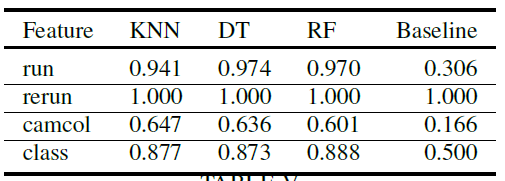 Feature KNN DT RF Baseline
run 0.941 0.974 0.970 0.306
rerun 1.000 1.000 1.000 1.000
camcol 0.647 0.636 0.601 0.166
class 0.877 0.873 0.888 0.500
TABLE V